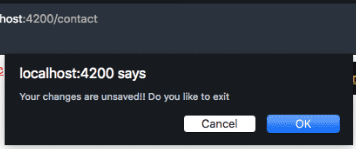 host:4200/contact
localhost:4200 says
Your changes are unsaved!! Do you like to exit
Cancel
OK